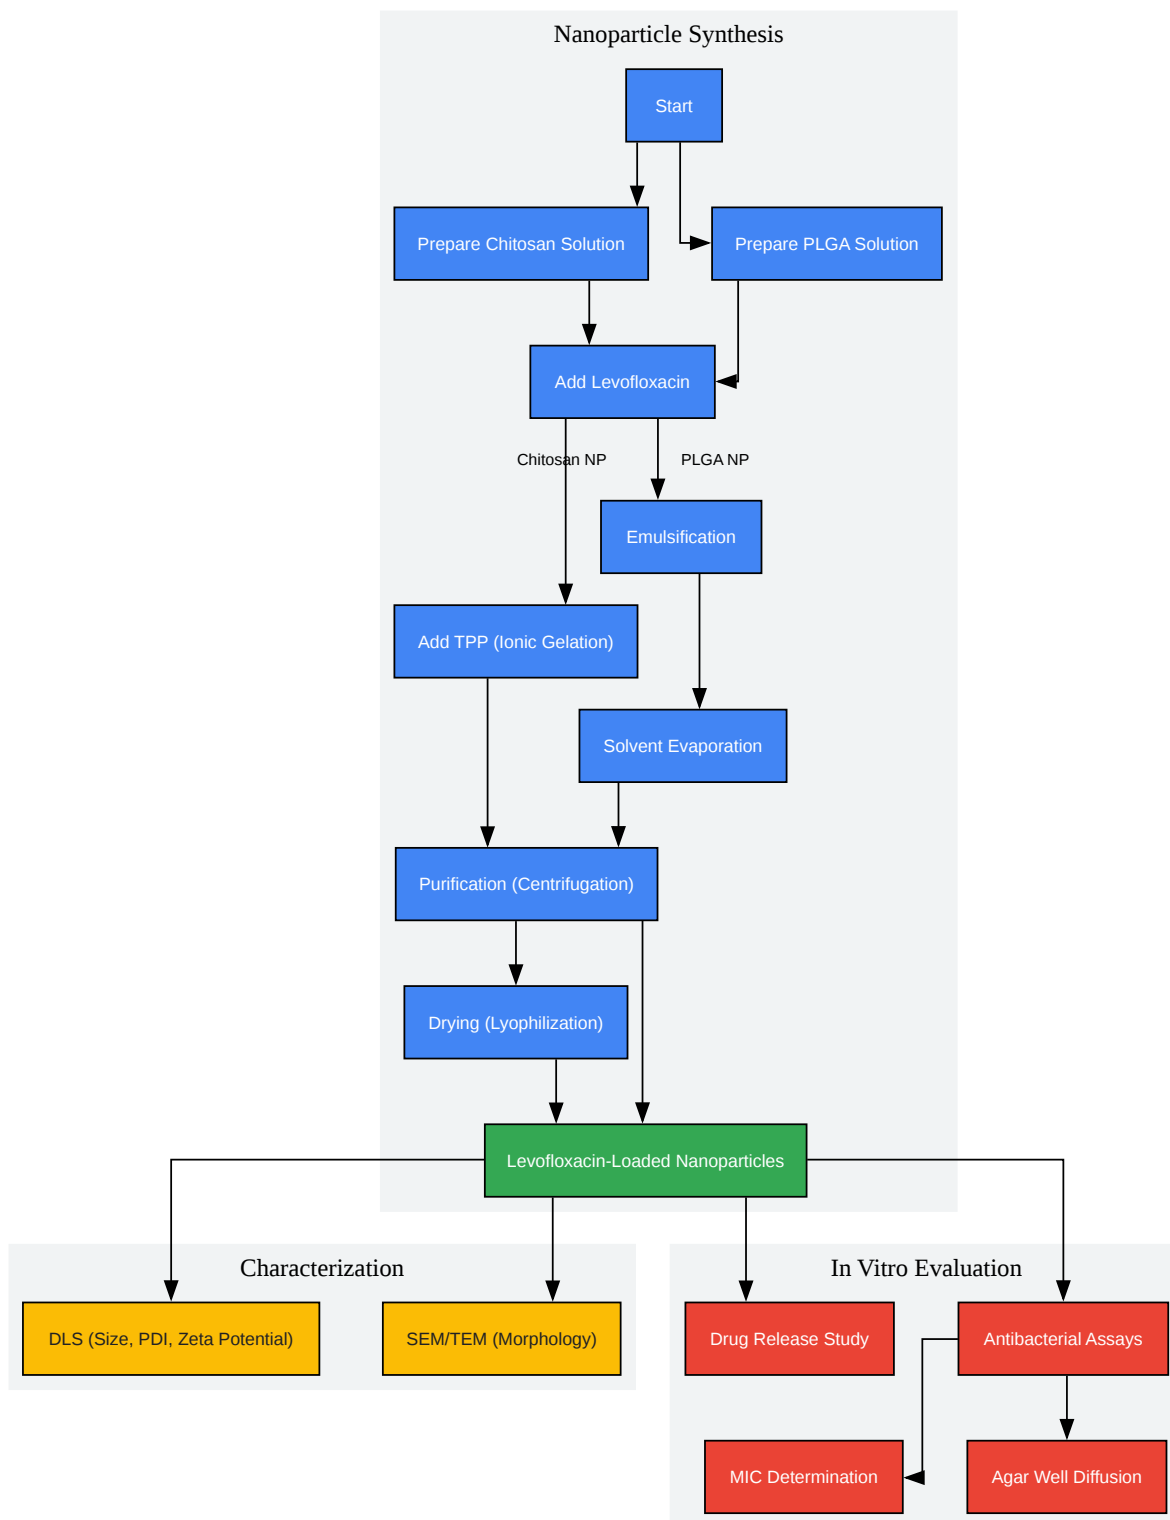 Nanoparticle Synthesis
Start
Prepare Chitosan Solution
Prepare PLGA Solution
Add Levofloxacin
Chitosan NP
PLGA NP
Emulsification
Add TPP (Ionic Gelation)
Solvent Evaporation
Purification (Centrifugation)
Drying (Lyophilization)
Levofloxacin-Loaded Nanoparticles
Characterization
In Vitro Evaluation
DLS (Size, PDI, Zeta Potential)
SEM/TEM (Morphology)
Drug Release Study
Antibacterial Assays
MIC Determination
Agar Well Diffusion